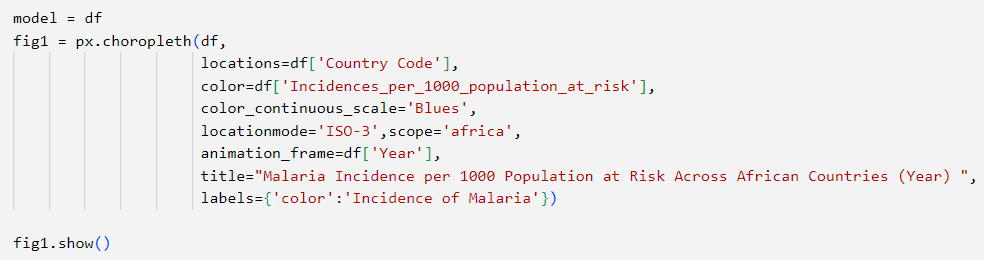 model = df
fig1 = px.choropleth(df,
locations=df['Country Code'],
color=df['Incidences_per_1000_population_at_risk'],
color_continuous_scale='Blues',
locationmode='ISO-3',scope='africa',
animation_frame=df['Year'],
title="Malaria Incidence per 1000 Population at Risk Across African Countries (Year) ",
labels={'color':'Incidence of Malaria'})
fig1.show()